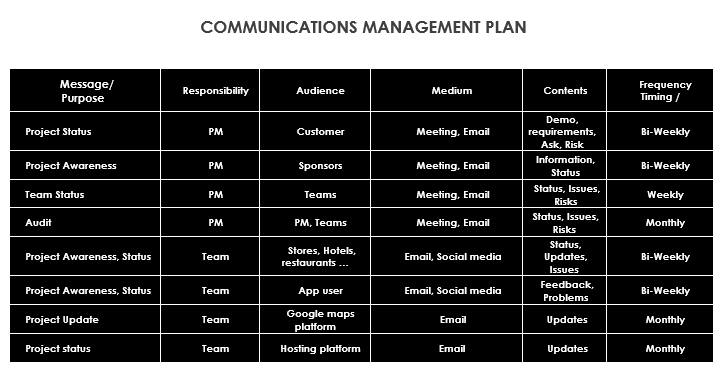 COMMUNICATIONS MANAGEMENT PLAN
Message/
Purpose
Responsibility
Audience
Medium
Contents
Frequency
Timing /
Project Status
PM
Customer
Meeting, Email
Demo,
requirements,
Ask, Risk
Bi-Weekly
Project Awareness
PM
Sponsors
Meeting, Email
Information,
Status
Bi-Weekly
Team Status
PM
Teams
Meeting, Email
Status, Issues,
Risks
Weekly
Audit
PM
PM, Teams
Meeting, Email
Status, Issues,
Risks
Monthly
Project Awareness, Status
Team
Stores, Hotels,
restaurants ...
Email, Social media
Status,
Updates,
Issues
Bi-Weekly
Project Awareness, Status
Team
App user
Email, Social media
Feedback,
Problems
Bi-Weekly
Project Update
Team
Google maps
platform
Email
Updates
Monthly
Project status
Team
Hosting platform
Email
Updates
Monthly